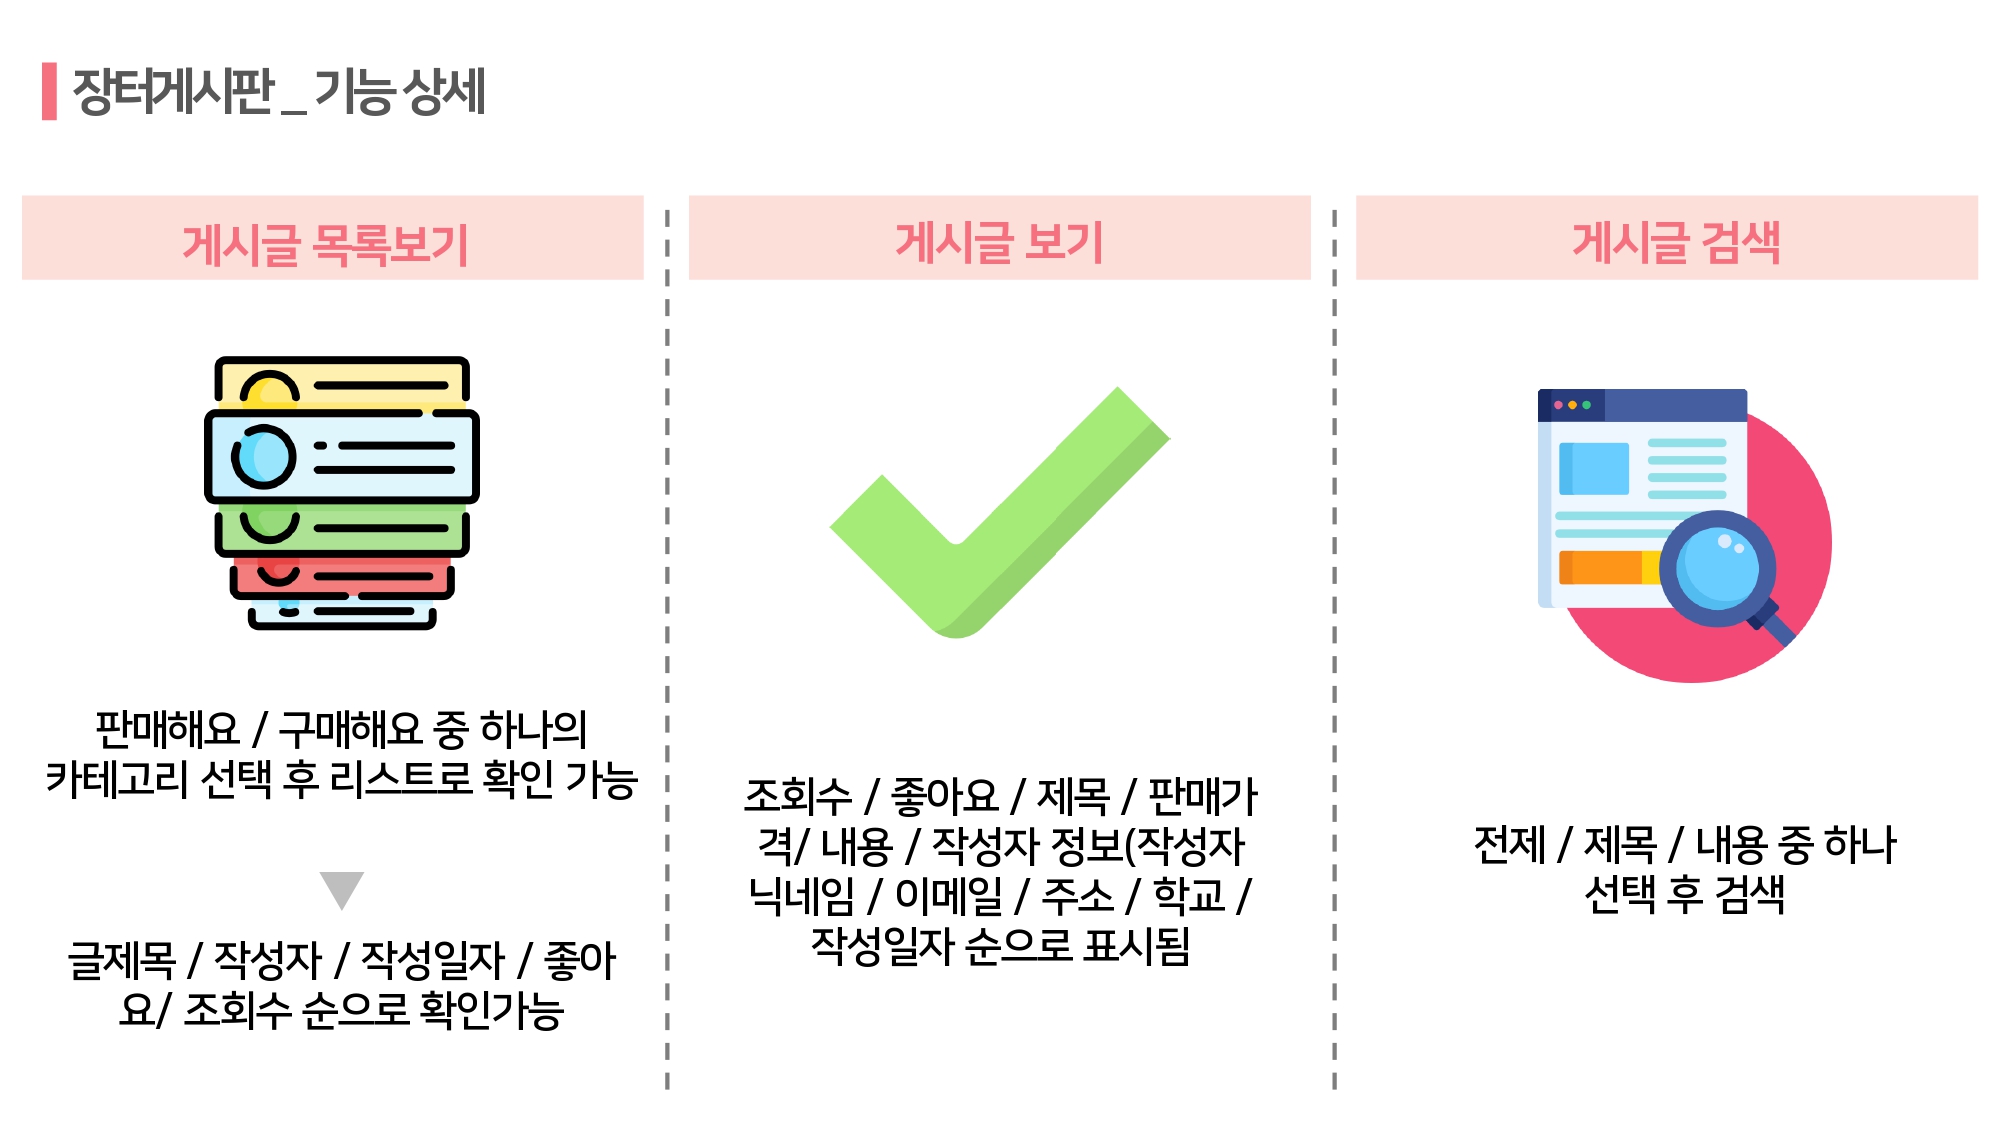 장터게시판 _ 기능 상세
게시글 목록보기
판매해요 / 구매해요 중 하나의
카테고리 선택 후 리스트로 확인 가능
글제목 / 작성자 / 작성일자 / 좋아
요/ 조회수 순으로 확인가능
게시글 보기
조회수 / 좋아요 / 제목 / 판매가
격/ 내용 / 작성자 정보(작성자
닉네임 / 이메일 / 주소 / 학교 /
작성일자 순으로 표시됨
게시글 검색
전제 / 제목 / 내용 중 하나
선택 후 검색